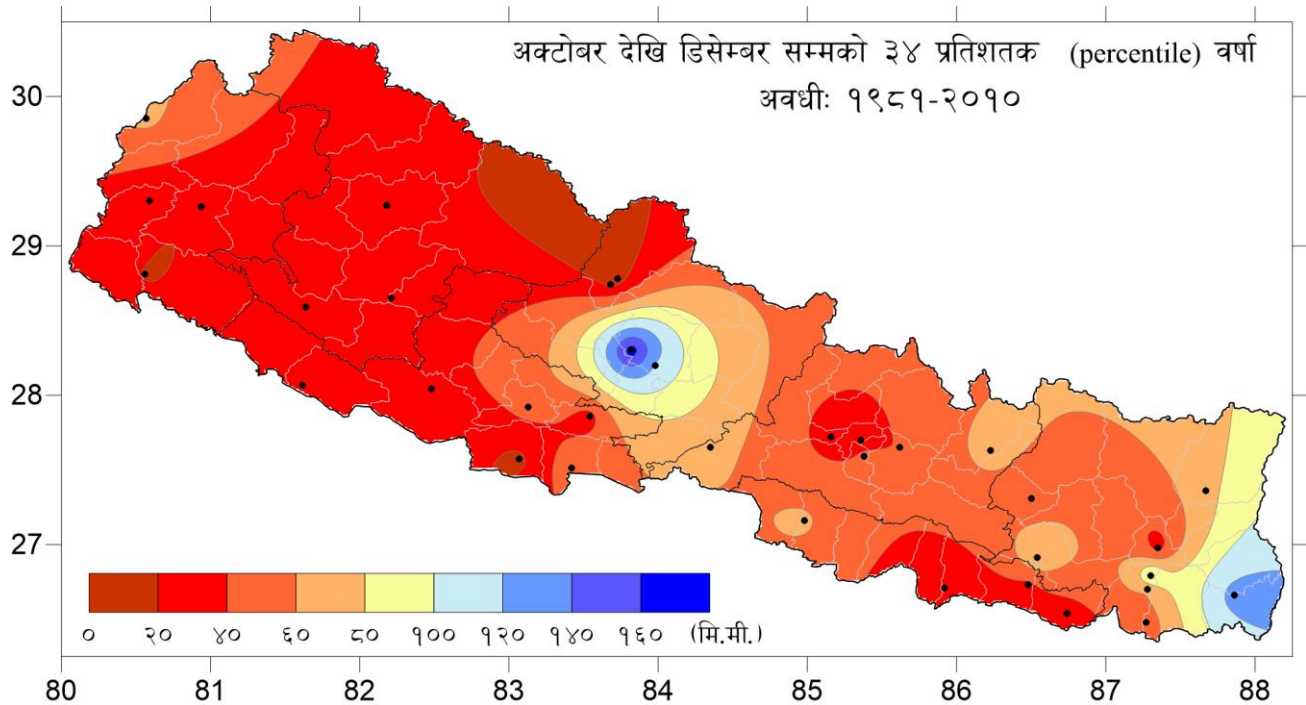 अक्टोबर देखि डिसेम्बर सम्मको ३४ प्रतिशतक (percentile) वर्षा
अवधीः १९८१-२०१०
30
29
28
27
० २० ४० ६० ८० १०० १२० १४० १६० (मि.मी.)
80 81 82 83 84 85 86 87 88